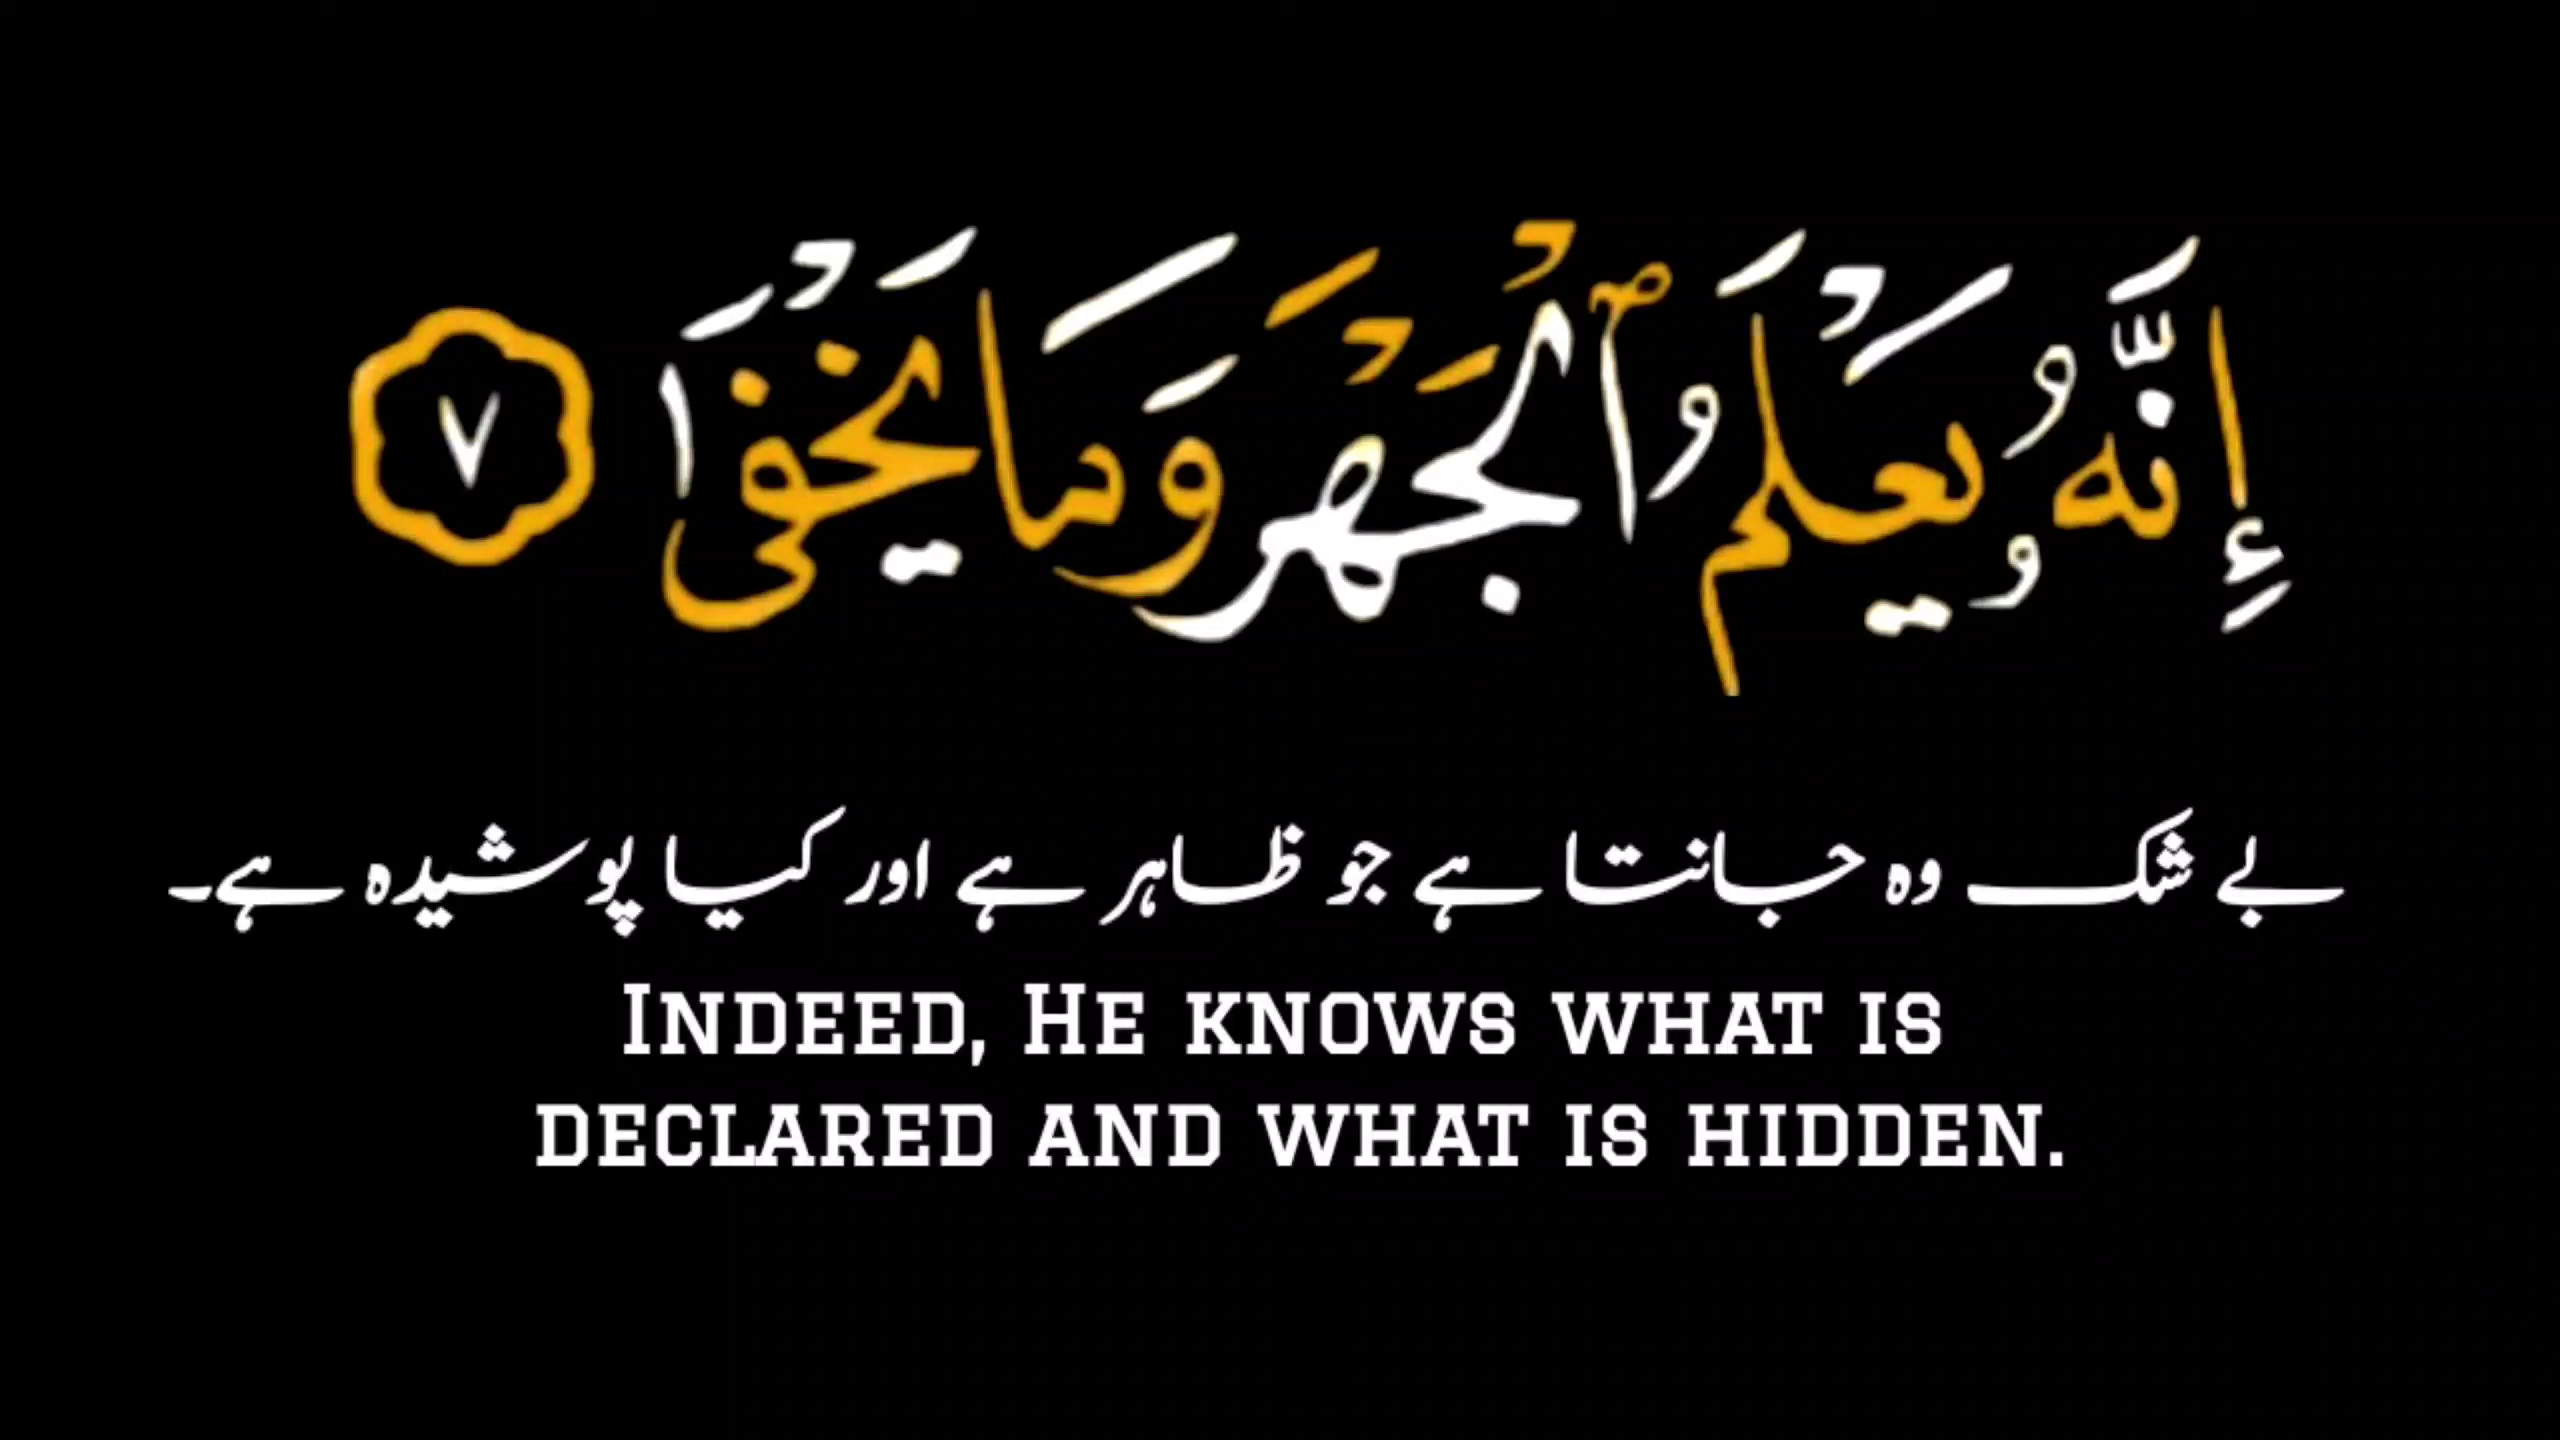 إِنَّهُۥ يَعْلَمُ ٱلْجَهْرَ وَمَا يَخْفَىٰ ٧
بے شک وہ جانتا ہے جو ظاہر ہے اور کیا پوشیدہ ہے۔
Indeed, He knows what is
declared and what is hidden.